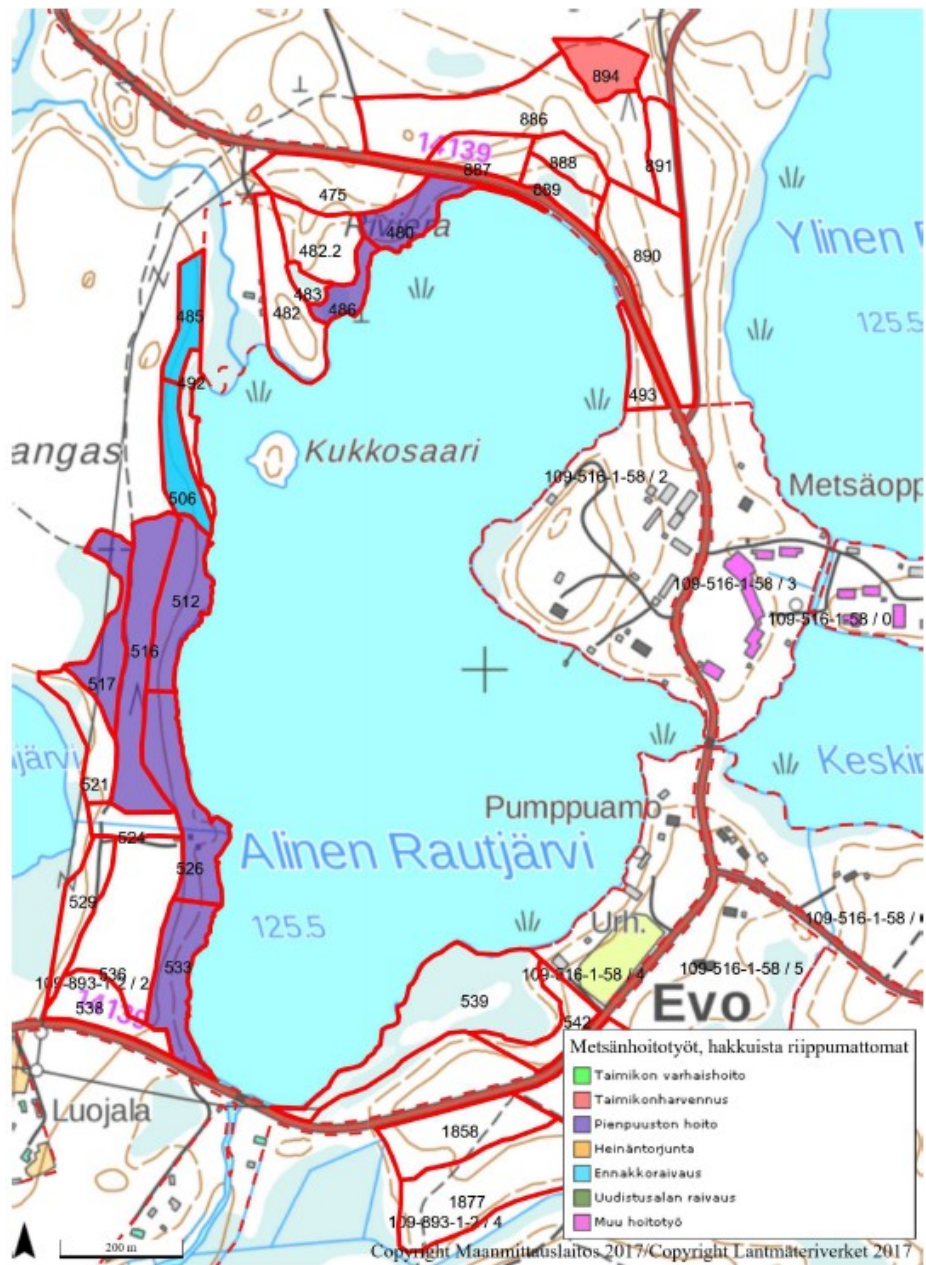 894
886
14139
888
887
891
889
475
Riviera
480
482.2
890
Ylinen
483
482
486
125.5
485
492
493
angas
Kukkosaari
109-516-1-58 / 2
Metsäopp
506
109-516-1-58 / 3
512
109-516-1-58 / 0
516
517
järvi
521
Keskin
Pumppuamo
524
Alinen Rautjärvi
526
529
125.5
Urh.
109-516-1-58 /
533
536
109-516-1-58 / 4
109-516-1-58 / 5
109-893-1-2 / 2
538
14139
539
Evo
542
Metsänhoitotyöt, hakkuista riippumattomat
Taimikon varhaishoito
Taimikonharvennus
Pienpuuston hoito
Heinäntorjunta
Ennakkoraivaus
Uudistusalan raivaus
Muu hoitotyö
Luojala
1858
1877
109-893-1-2 / 4
200 m
Copyright Maanmittauslaitos 2017/Copyright Lantmäteriverket 2017